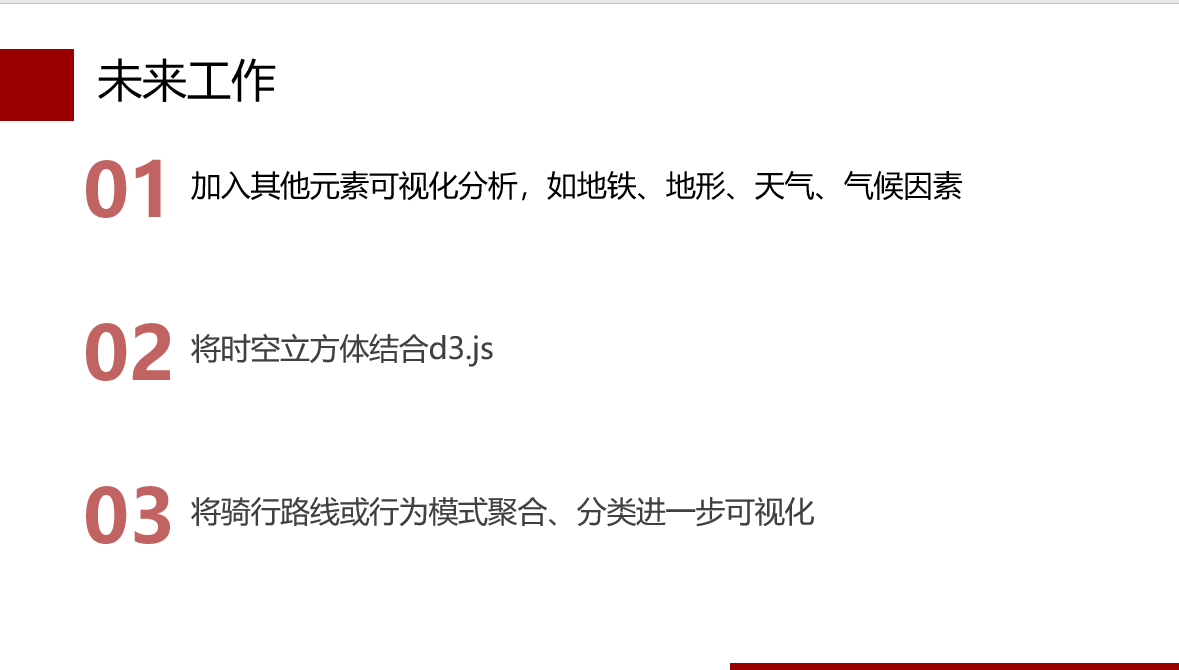 未来工作
01 加入其他元素可视化分析，如地铁、地形、天气、气候因素
02 将时空立方体结合d3.js
03 将骑行路线或行为模式聚合、分类进一步可视化